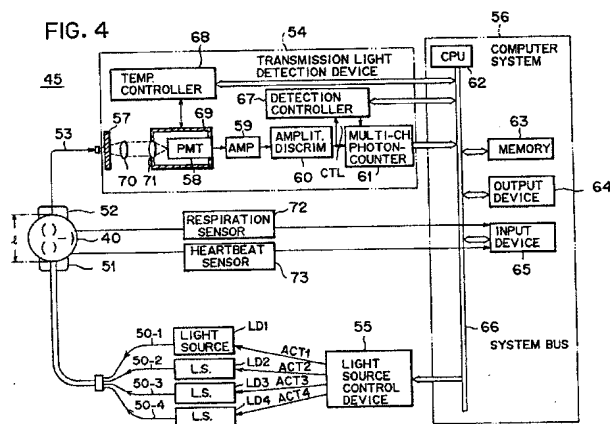 FIG. 4
45
68
54
56
TEMP. CONTROLLER
TRANSMISSION LIGHT DETECTION DEVICE
CPU
COMPUTER SYSTEM
62
57
69
59
67
DETECTION CONTROLLER
53
PMT
AMP
AMPLIT. DISCRIM
MULTI-CH PHOTON-COUNTER
63
MEMORY
70
71
58
60
CTL
61
OUTPUT DEVICE
64
52
72
RESPIRATION SENSOR
40
INPUT DEVICE
65
51
HEARTBEAT SENSOR
73
66
SYSTEM BUS
50-1
LIGHT SOURCE
LD1
55
ACT1
50-2
L.S.
LD2
ACT2
LIGHT SOURCE CONTROL DEVICE
50-3
L.S.
LD3
ACT3
50-4
L.S.
LD4
ACT4